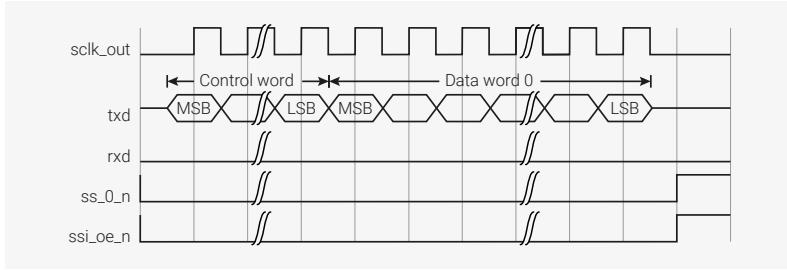 sclk_out
Control word
Data word 0
txd
MSB
LSB
MSB
LSB
rxd
ss_0_n
ssi_oe_n